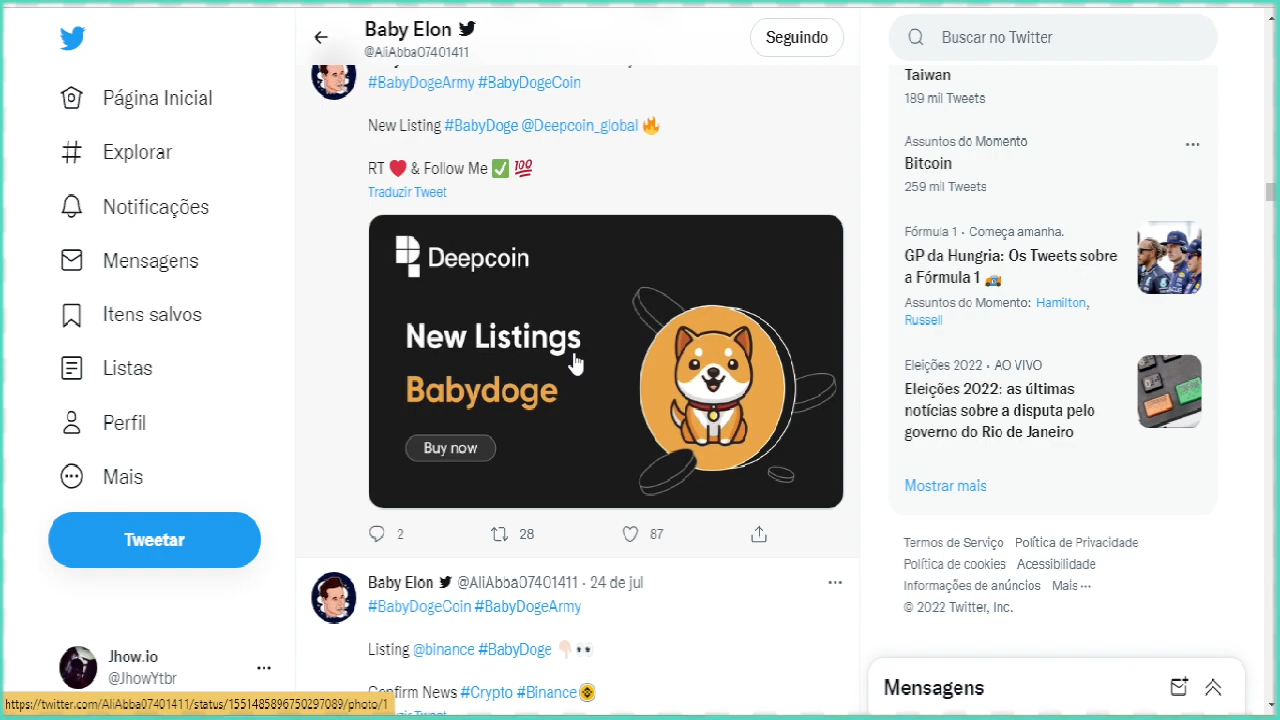 Página Inicial
Explorar
Notificações
Mensagens
Itens salvos
Listas
Perfil
Mais
Tweetar
Jhow.io
@JhowYtbr
https://twitter.com/AliAbba07401411/status/1551485896750297089/photo/1
Baby Elon
@AliAbba07401411
Seguindo
#BabyDogeArmy #BabyDogeCoin
New Listing #BabyDoge @Deepcoin_global 🔥
RT ❤️ & Follow Me ✅ 💯
Traduzir Tweet
Deepcoin
New Listings
Babydoge
Buy now
2 28 87
Baby Elon @AliAbba07401411 · 24 de jul
#BabyDogeCoin #BabyDogeArmy
Listing @binance #BabyDoge 👇🏻👀
Confirm News #Crypto #Binance
Buscar no Twitter
Taiwan
189 mil Tweets
Assuntos do Momento
Bitcoin
259 mil Tweets
Fórmula 1 · Começa amanha.
GP da Hungria: Os Tweets sobre
a Fórmula 1
Assuntos do Momento: Hamilton,
Russell
Eleições 2022 · AO VIVO
Eleições 2022: as últimas
notícias sobre a disputa pelo
governo do Rio de Janeiro
Mostrar mais
Termos de Serviço Política de Privacidade
Política de cookies Acessibilidade
Informações de anúncios Mais ···
© 2022 Twitter, Inc.
Mensagens